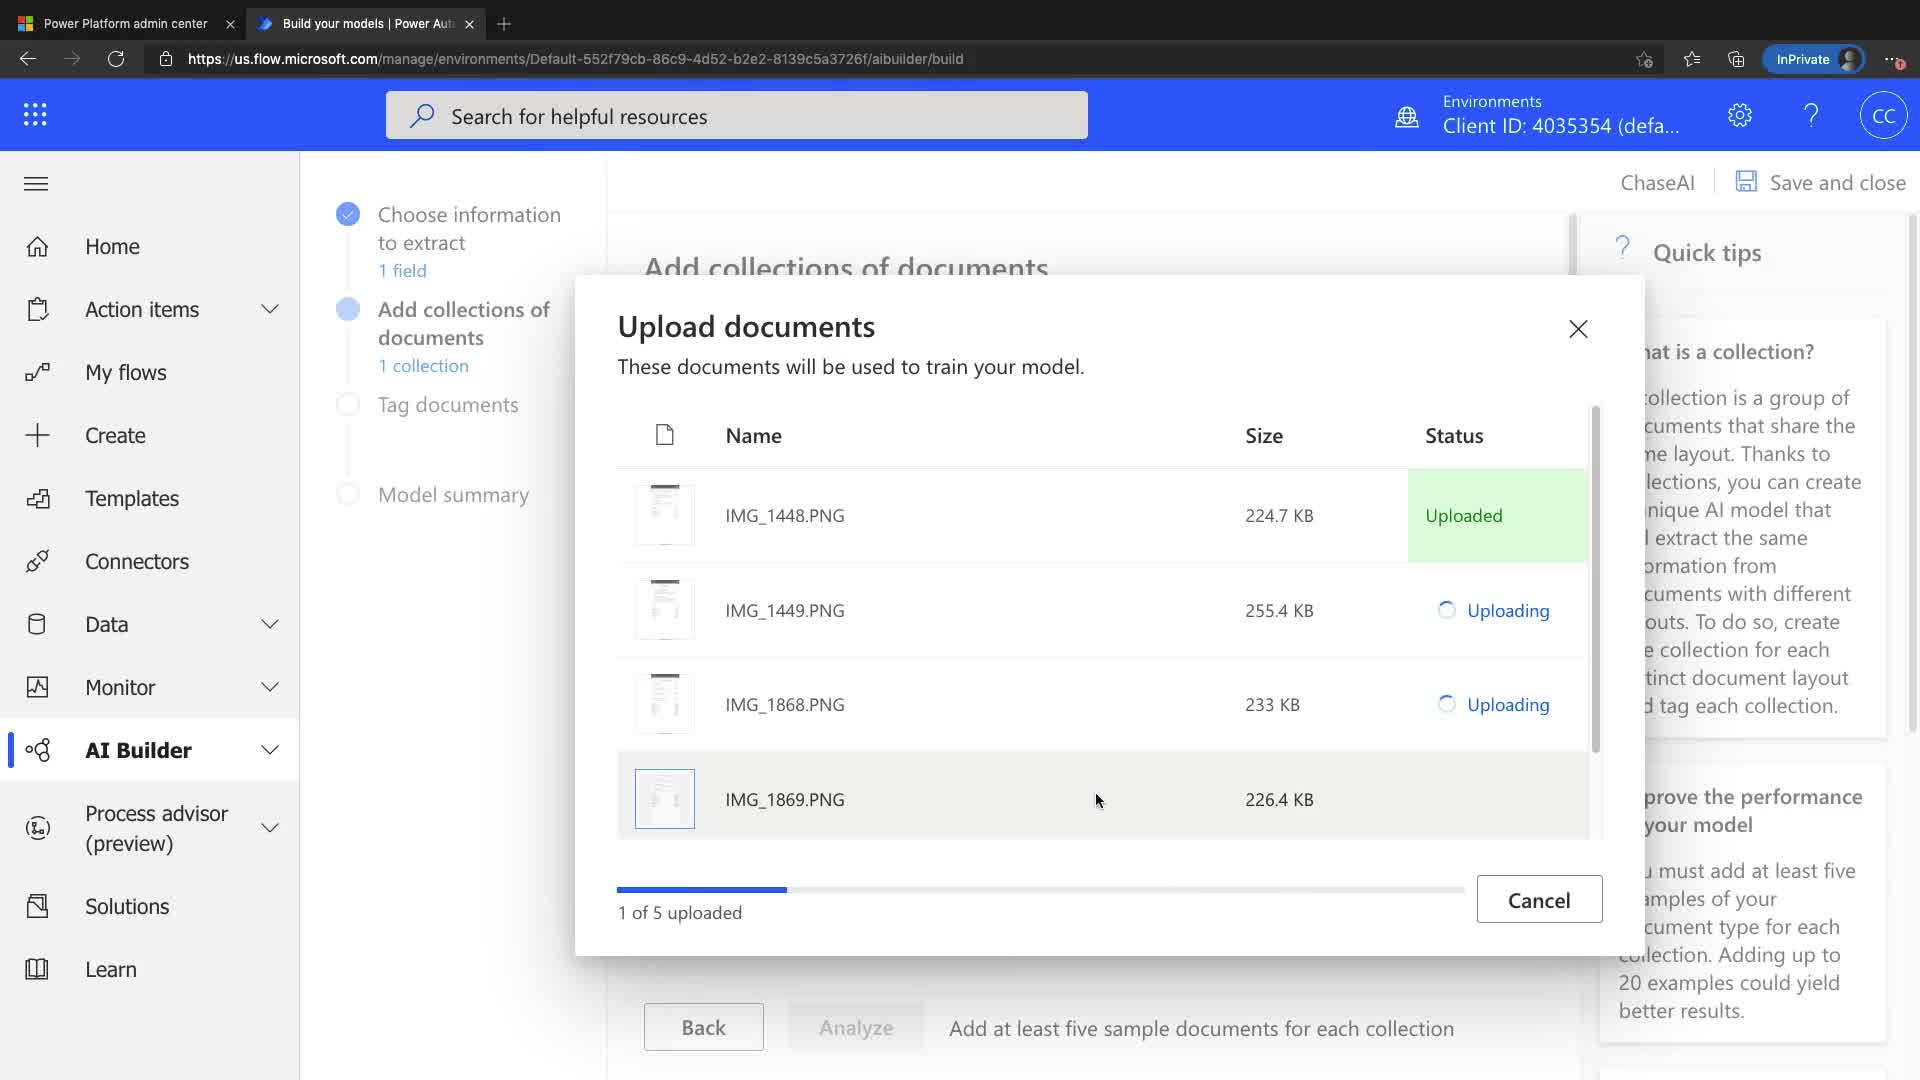 Power Platform admin center
Build your models | Power Aut
https://us.flow.microsoft.com/manage/environments/Default-552f79cb-86c9-4d52-b2e2-8139c5a3726f/aibuilder/build
InPrivate
Search for helpful resources
Environments
Client ID: 4035354 (defa...
CC
Home
Action items
My flows
Create
Templates
Connectors
Data
Monitor
AI Builder
Process advisor
(preview)
Solutions
Learn
Choose information
to extract
1 field
Add collections of
documents
1 collection
Tag documents
Model summary
ChaseAI
Save and close
Add collections of documents
Upload documents
These documents will be used to train your model.
Name Size Status
IMG_1448.PNG 224.7 KB Uploaded
IMG_1449.PNG 255.4 KB Uploading
IMG_1868.PNG 233 KB Uploading
IMG_1869.PNG 226.4 KB
1 of 5 uploaded
Cancel
Back
Analyze
Add at least five sample documents for each collection
Quick tips
hat is a collection?
ollection is a group of
cuments that share the
me layout. Thanks to
lections, you can create
nique AI model that
l extract the same
ormation from
cuments with different
outs. To do so, create
e collection for each
tinct document layout
d tag each collection.
prove the performance
your model
u must add at least five
amples of your
cument type for each
collection. Adding up to
20 examples could yield
better results.